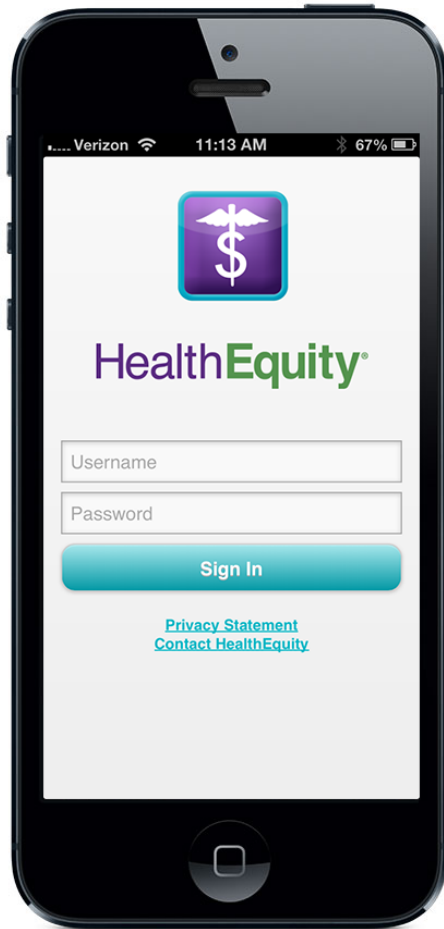 Verizon 11:13 AM 67%
$
HealthEquity®
Username
Password
Sign In
Privacy Statement
Contact HealthEquity